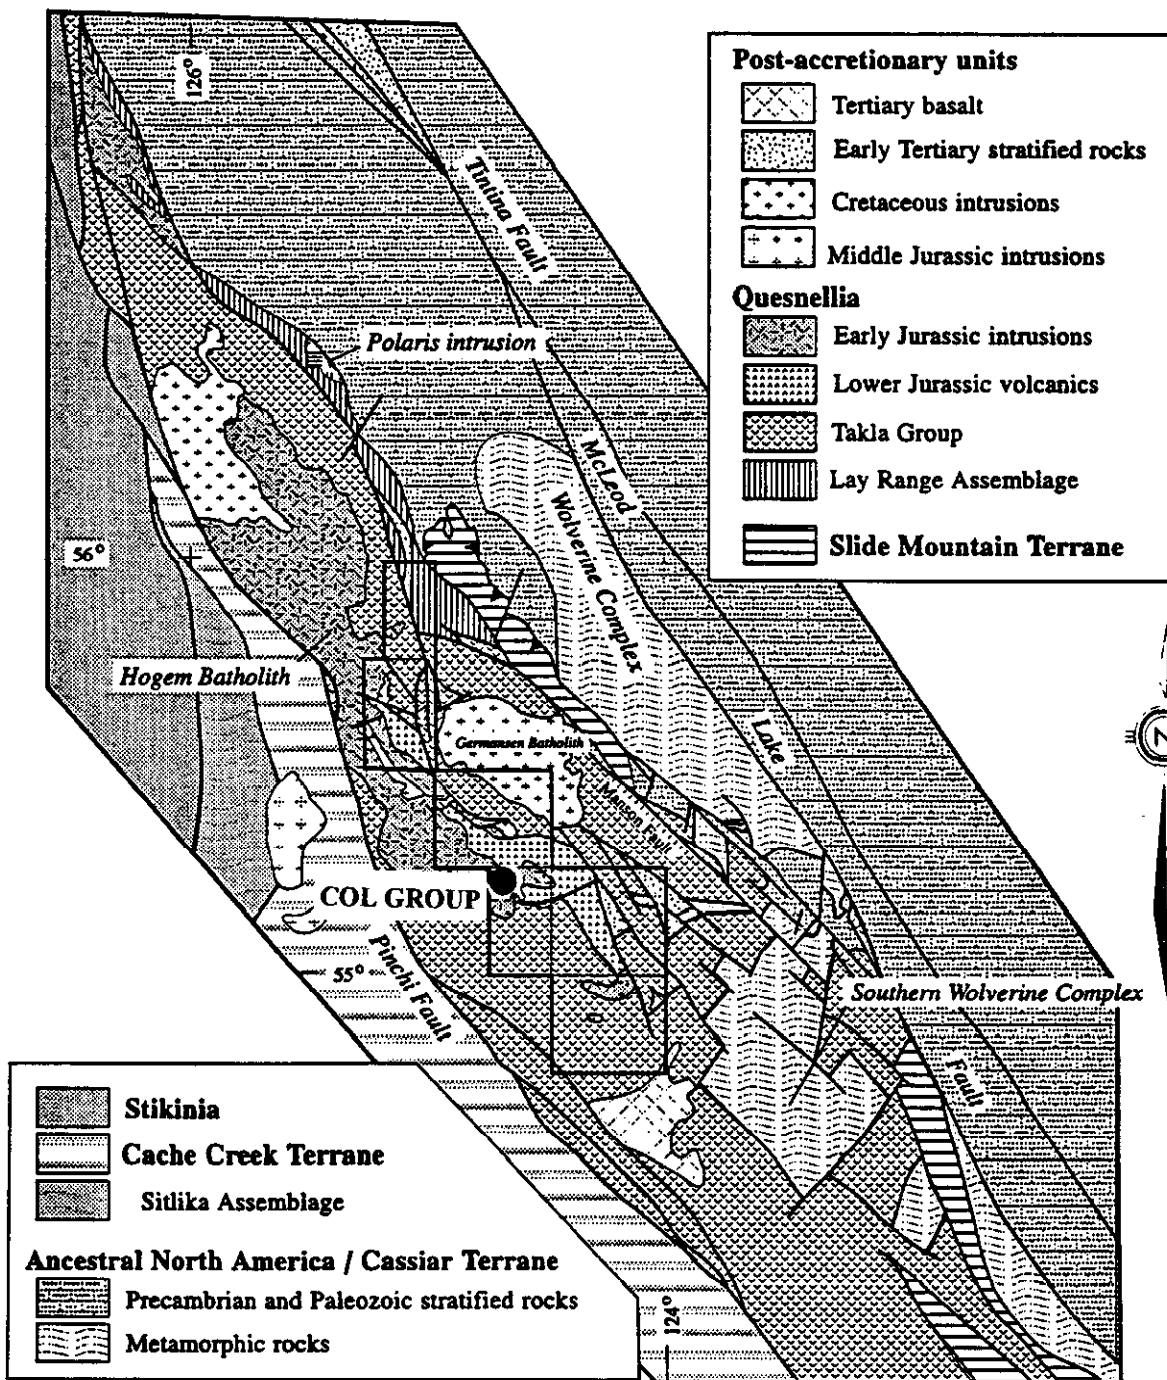 Post-accretionary units
Tertiary basalt
Early Tertiary stratified rocks
Cretaceous intrusions
Middle Jurassic intrusions
Quesnellia
Early Jurassic intrusions
Lower Jurassic volcanics
Takla Group
Lay Range Assemblage
Slide Mountain Terrane
126°
Tintina Fault
Polaris intrusion
McLeod
Wolverine Complex
56°
Hogem Batholith
Lake
Germansen Batholith
Manson Fault
Z
COL GROUP
Pinchi Fault
55°
Southern Wolverine Complex
Fault
124°
Stikinia
Cache Creek Terrane
Sitlika Assemblage
Ancestral North America / Cassiar Terrane
Precambrian and Paleozoic stratified rocks
Metamorphic rocks